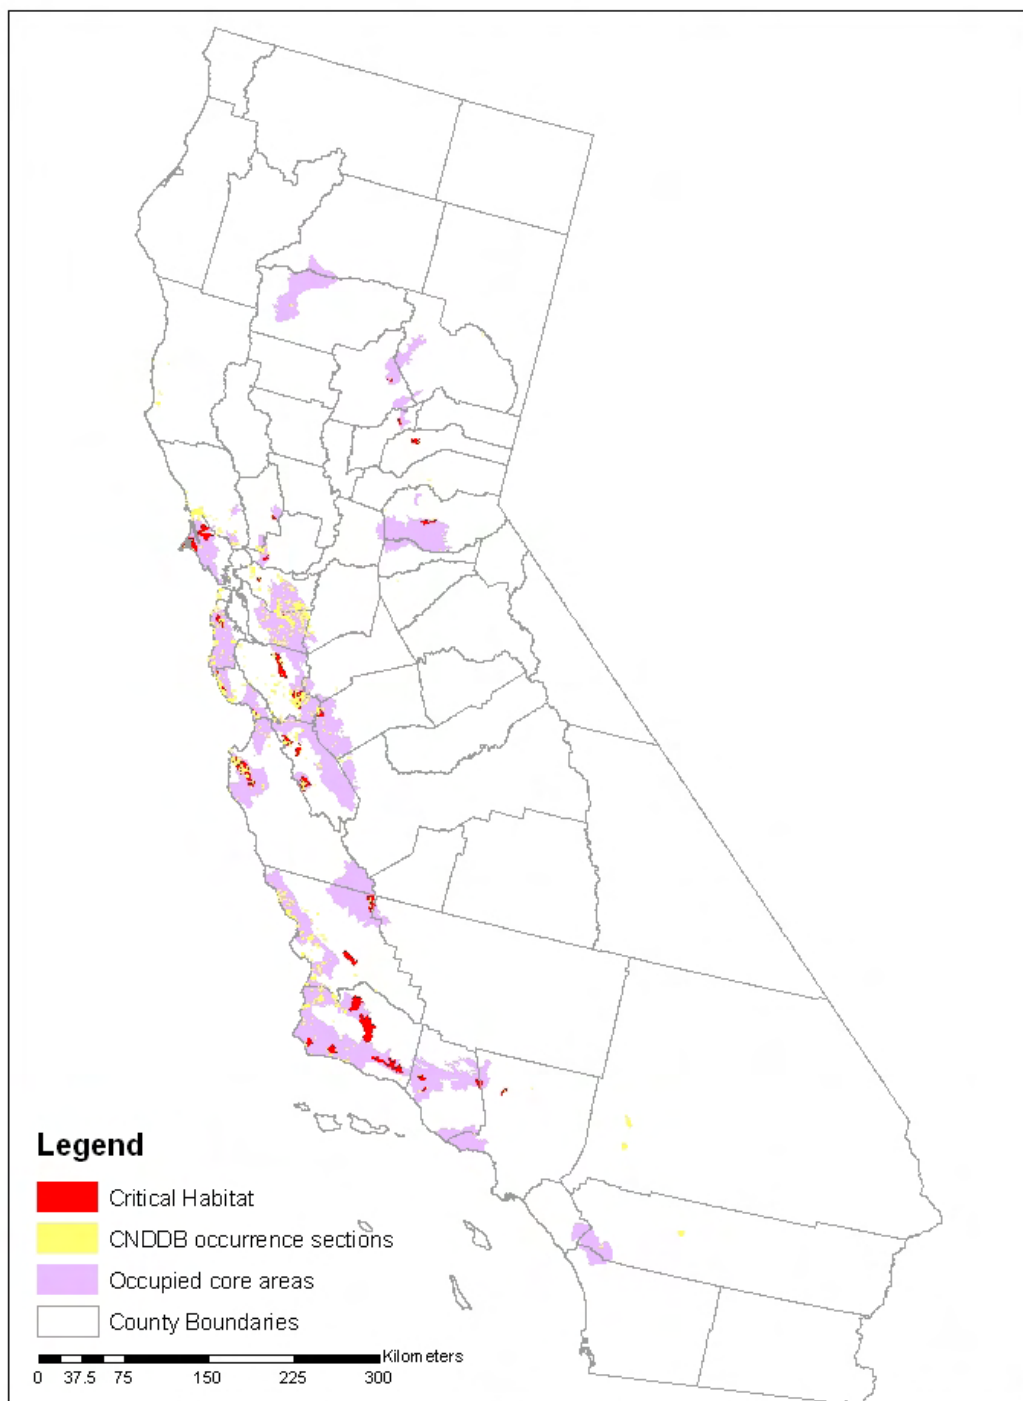 Legend
Critical Habitat
CNDDB occurrence sections
Occupied core areas
County Boundaries
Kilometers
0 37.5 75 150 225 300